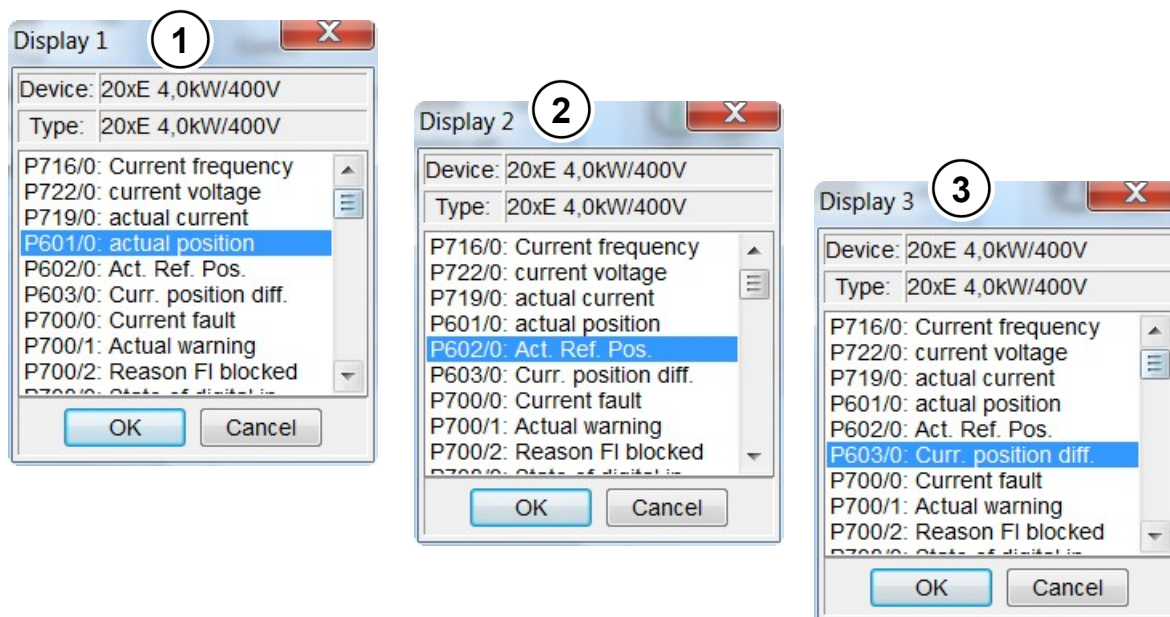 Display 1
1
Device: 20xE 4,0kW/400V
Type: 20xE 4,0kW/400V
P716/0: Current frequency
P722/0: current voltage
P719/0: actual current
P601/0: actual position
P602/0: Act. Ref. Pos.
P603/0: Curr. position diff.
P700/0: Current fault
P700/1: Actual warning
P700/2: Reason FI blocked
OK
Cancel
Display 2
2
Device: 20xE 4,0kW/400V
Type: 20xE 4,0kW/400V
P716/0: Current frequency
P722/0: current voltage
P719/0: actual current
P601/0: actual position
P602/0: Act. Ref. Pos.
P603/0: Curr. position diff.
P700/0: Current fault
P700/1: Actual warning
P700/2: Reason FI blocked
OK
Cancel
Display 3
3
Device: 20xE 4,0kW/400V
Type: 20xE 4,0kW/400V
P716/0: Current frequency
P722/0: current voltage
P719/0: actual current
P601/0: actual position
P602/0: Act. Ref. Pos.
P603/0: Curr. position diff.
P700/0: Current fault
P700/1: Actual warning
P700/2: Reason FI blocked
OK
Cancel